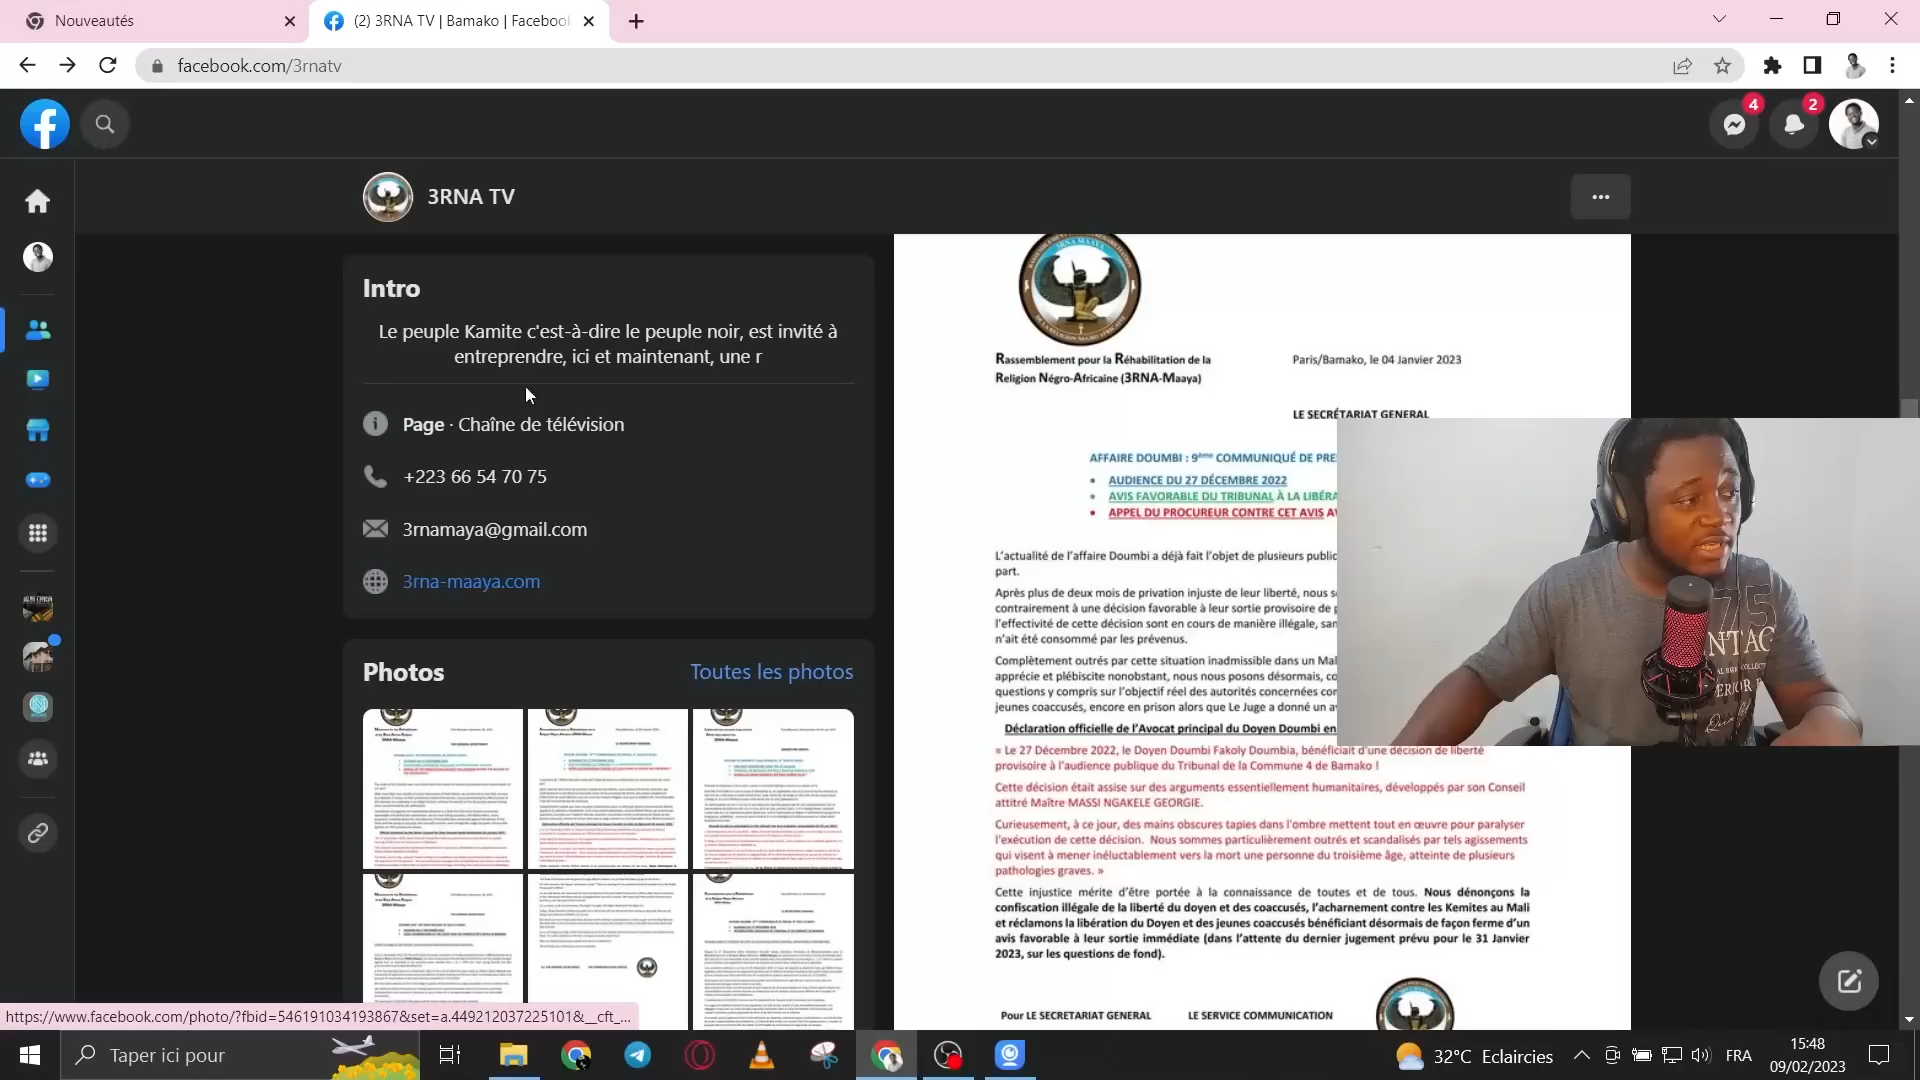 Nouveautés
(2) 3RNA TV | Bamako | Facebook
facebook.com/3rnatv
4
2
3RNA TV
Intro
Le peuple Kamite c'est-à-dire le peuple noir, est invité à
entreprendre, ici et maintenant, une r
Page · Chaîne de télévision
+223 66 54 70 75
3rnamaya@gmail.com
3rna-maaya.com
Photos
Toutes les photos
Rassemblement pour la Réhabilitation de la
Religion Négro-Africaine (3RNA-Maaya)
Paris/Bamako, le 04 Janvier 2023
LE SECRÉTARIAT GENERAL
AFFAIRE DOUMBI : 9ème COMMUNIQUÉ DE PRE
• AUDIENCE DU 27 DÉCEMBRE 2022
• AVIS FAVORABLE DU TRIBUNAL À LA LIBÉRA
• APPEL DU PROCUREUR CONTRE CET AVIS AV
L'actualité de l'affaire Doumbi a déjà fait l'objet de plusieurs public
part.
Après plus de deux mois de privation injuste de leur liberté, nous s
contrairement à une décision favorable à leur sortie provisoire de p
l'effectivité de cette décision sont en cours de manière illégale, san
n'ait été consommé par les prévenus.
Complètement outrés par cette situation inadmissible dans un Mal
apprécie et plébiscite nonobstant, nous nous posons désormais, co
questions y compris sur l'objectif réel des autorités concernées con
jeunes coaccusés, encore en prison alors que Le Juge a donné un av
Déclaration officielle de l'Avocat principal du Doyen Doumbi en
« Le 27 Décembre 2022, le Doyen Doumbi Fakoly Doumbia, bénéficiait d'une décision de liberté
provisoire à l'audience publique du Tribunal de la Commune 4 de Bamako !
Cette décision était assise sur des arguments essentiellement humanitaires, développés par son Conseil
attitré Maître MASSI NGAKELE GEORGIE.
Curieusement, à ce jour, des mains obscures tapies dans l'ombre mettent tout en œuvre pour paralyser
l'exécution de cette décision. Nous sommes particulièrement outrés et scandalisés par tels agissements
qui visent à mener inéluctablement vers la mort une personne du troisième âge, atteinte de plusieurs
pathologies graves. »
Cette injustice mérite d'être portée à la connaissance de toutes et de tous. Nous dénonçons la
confiscation illégale de la liberté du doyen et des coaccusés, l'acharnement contre les Kemites au Mali
et réclamons la libération du Doyen et des jeunes coaccusés bénéficiant désormais de façon ferme d'un
avis favorable à leur sortie immédiate (dans l'attente du dernier jugement prévu pour le 31 Janvier
2023, sur les questions de fond).
Pour LE SECRETARIAT GENERAL
LE SERVICE COMMUNICATION
75
https://www.facebook.com/photo/?fbid=546191034193867&set=a.449212037225101&__cft_...
Taper ici pour
32°C Eclaircies
FRA
15:48
09/02/2023